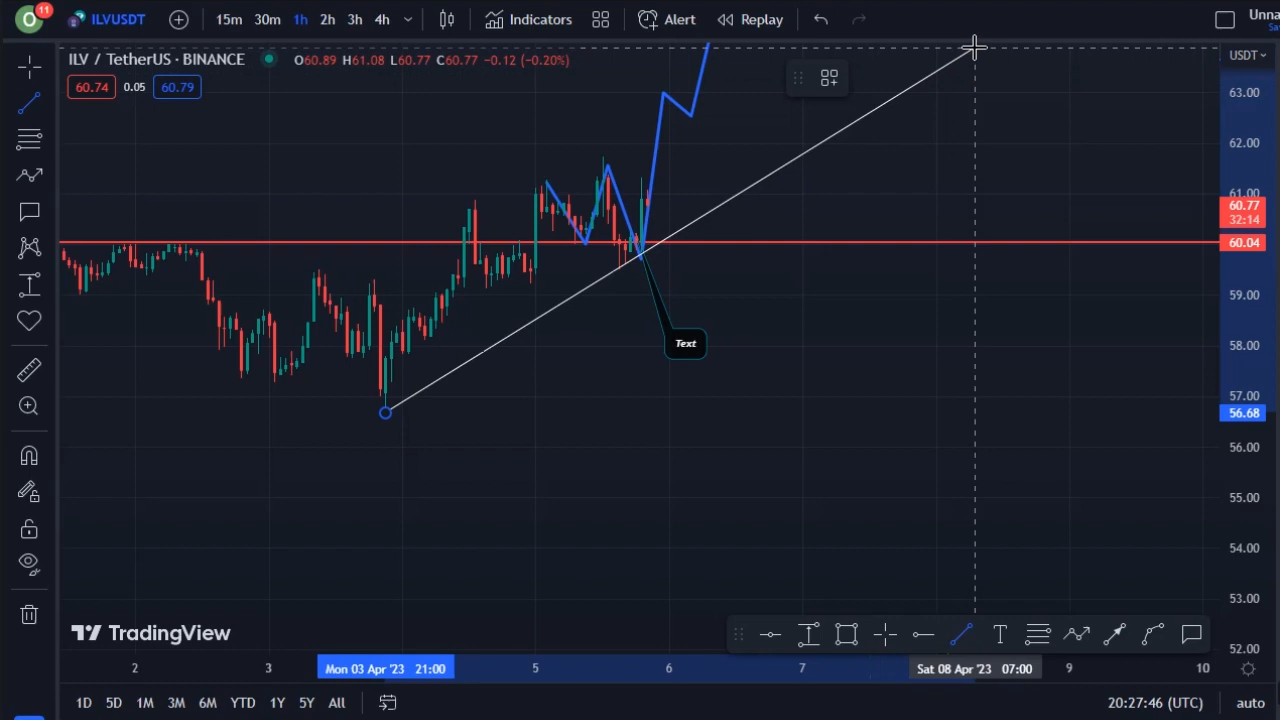 O 11 ILVUSDT 15m 30m 1h 2h 3h 4h Indicators Alert Replay Unna
ILV / TetherUS · BINANCE O60.89 H61.08 L60.77 C60.77 −0.12 (−0.20%) USDT
60.74 0.05 60.79
63.00
62.00
61.00
60.77
32:14
60.04
59.00
Text
58.00
57.00
56.68
56.00
55.00
54.00
53.00
TradingView
52.00
2 3 Mon 03 Apr '23 21:00 5 6 7 Sat 08 Apr '23 07:00 9 10
1D 5D 1M 3M 6M YTD 1Y 5Y All 20:27:46 (UTC) auto